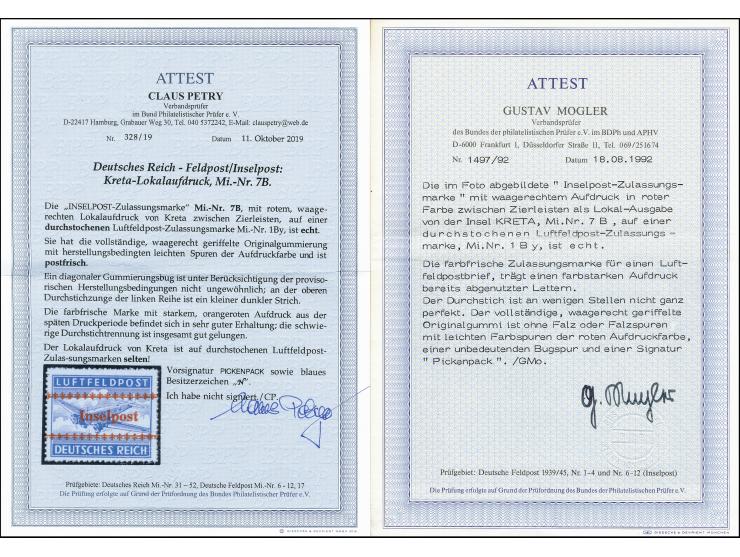 ATTEST
CLAUS PETRY
Verbandsprüfer
im Bund Philatelistischer Prüfer e. V.
D-22417 Hamburg, Grabauer Weg 30, Tel. 040 5372242, E-Mail: clauspetry@web.de
Nr. 328/19 Datum 11. Oktober 2019
Deutsches Reich - Feldpost/Inselpost:
Kreta-Lokalaufdruck, Mi.-Nr. 7B.
Die „INSELPOST-Zulassungsmarke" Mi.-Nr. 7B, mit rotem, waage-
rechten Lokalaufdruck von Kreta zwischen Zierleisten, auf einer
durchstochenen Luftfeldpost-Zulassungsmarke Mi.-Nr. 1By, ist echt.
Sie hat die vollständige, waagerecht geriffelte Originalgummierung
mit herstellungsbedingten leichten Spuren der Aufdruckfarbe und ist
postfrisch.
Ein diagonaler Gummierungsbug ist unter Berücksichtigung der proviso-
rischen Herstellungsbedingungen nicht ungewöhnlich; an der oberen
Durchstichzunge der linken Reihe ist ein kleiner dunkler Strich.
Die farbfrische Marke mit starkem, orangeroten Aufdruck aus der
späten Druckperiode befindet sich in sehr guter Erhaltung; die schwie-
rige Durchstichtrennung ist insgesamt gut gelungen.
Der Lokalaufdruck von Kreta ist auf durchstochenen Luftfeldpost-
Zulas-sungsmarken selten!
Vorsignatur PICKENPACK sowie blaues
Besitzerzeichen „N".
Ich habe nicht signiert./CP.
LUFTFELDPOST
Inselpost
DEUTSCHES REICH
Prüfgebiete: Deutsches Reich Mi.-Nr. 31 – 52, Deutsche Feldpost Mi.-Nr. 6 - 12, 17
Die Prüfung erfolgte auf Grund der Prüfordnung des Bundes Philatelistischer Prüfer e.V.
ATTEST
GUSTAV MOGLER
Verbandsprüfer
des Bundes der philatelistischen Prüfer e.V. im BDPh und APHV
D-6000 Frankfurt 1, Düsseldorfer Straße 11, Tel. 069/251674
Nr. 1497/92 Datum 18.08.1992
Die im Foto abgebildete " Inselpost-Zulassungs-
marke " mit waagerechtem Aufdruck in roter
Farbe zwischen Zierleisten als Lokal-Ausgabe
von der Insel KRETA, Mi.Nr. 7 B , auf einer
durchstochenen Luftfeldpost-Zulassungs -
marke, Mi.Nr. 1 B y, ist echt.
Die farbfrische Zulassungsmarke für einen Luft-
feldpostbrief, trägt einen farbstarken Aufdruck
bereits abgenutzter Lettern.
Der Durchstich ist an wenigen Stellen nicht ganz
perfekt. Der vollständige, waagerecht geriffelte
Originalgummi ist ohne Falz oder Falzspuren
mit leichten Farbspuren der roten Aufdruckfarbe,
einer unbedeutenden Bugspur und einer Signatur
" Pickenpack ". /GMo.
G. Mogler
Prüfgebiet: Deutsche Feldpost 1939/45, Nr. 1-4 und Nr. 6-12 (Inselpost)
Die Prüfung erfolgte auf Grund der Prüfordnung des Bundes der Philatelistischen Prüfer e.V.
GIESECKE & DEVRIENT MÜNCHEN